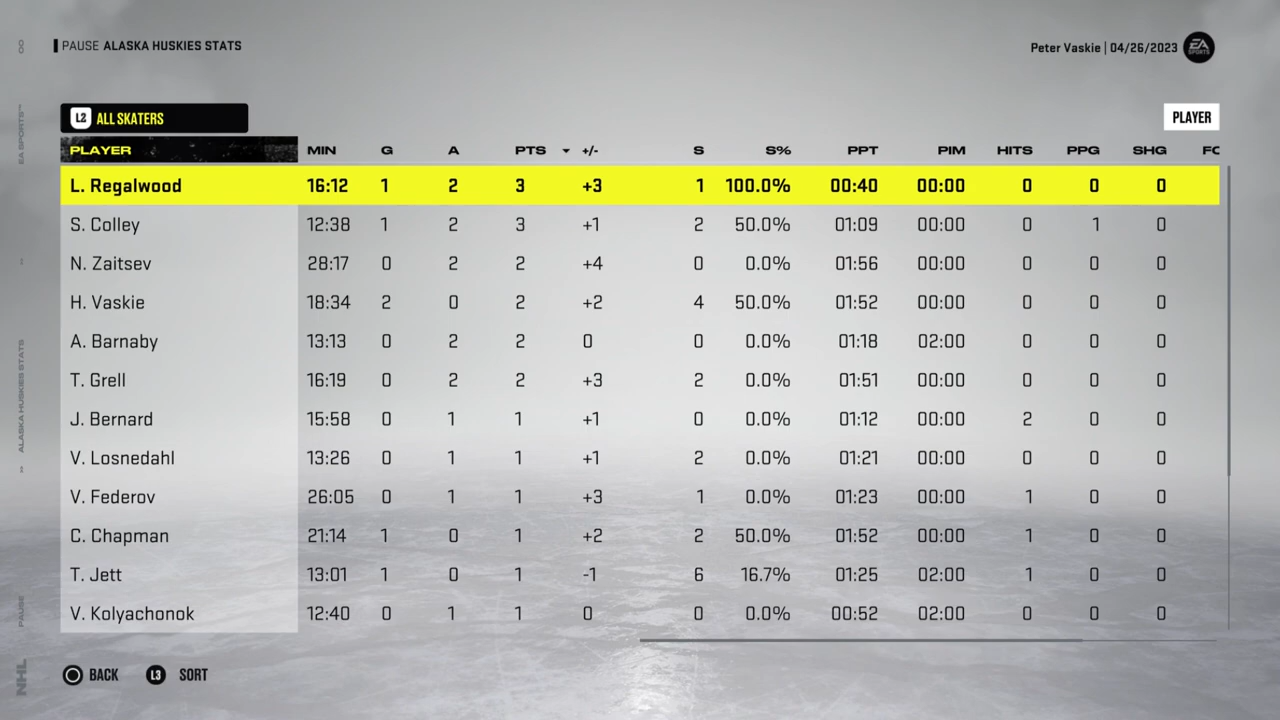 PAUSE ALASKA HUSKIES STATS
Peter Vaskie | 04/26/2023 EA SPORTS
L2 ALL SKATERS
PLAYER
PLAYER MIN G A PTS +/- S S% PPT PIM HITS PPG SHG FC
L. Regalwood 16:12 1 2 3 +3 1 100.0% 00:40 00:00 0 0 0
S. Colley 12:38 1 2 3 +1 2 50.0% 01:09 00:00 0 1 0
N. Zaitsev 28:17 0 2 2 +4 0 0.0% 01:56 00:00 0 0 0
H. Vaskie 18:34 2 0 2 +2 4 50.0% 01:52 00:00 0 0 0
A. Barnaby 13:13 0 2 2 0 0 0.0% 01:18 02:00 0 0 0
T. Grell 16:19 0 2 2 +3 2 0.0% 01:51 00:00 0 0 0
J. Bernard 15:58 0 1 1 +1 0 0.0% 01:12 00:00 2 0 0
V. Losnedahl 13:26 0 1 1 +1 2 0.0% 01:21 00:00 0 0 0
V. Federov 26:05 0 1 1 +3 1 0.0% 01:23 00:00 1 0 0
C. Chapman 21:14 1 0 1 +2 2 50.0% 01:52 00:00 1 0 0
T. Jett 13:01 1 0 1 -1 6 16.7% 01:25 02:00 1 0 0
V. Kolyachonok 12:40 0 1 1 0 0 0.0% 00:52 02:00 0 0 0
BACK L3 SORT
NHL PAUSE ALASKA HUSKIES STATS EA SPORTS™